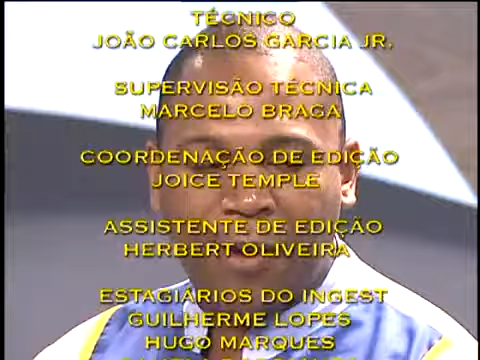 TÉCNICO
JOÃO CARLOS GARCIA JR.
SUPERVISÃO TÉCNICA
MARCELO BRAGA
COORDENAÇÃO DE EDIÇÃO
JOICE TEMPLE
ASSISTENTE DE EDIÇÃO
HERBERT OLIVEIRA
ESTAGIÁRIOS DO INGEST
GUILHERME LOPES
HUGO MARQUES